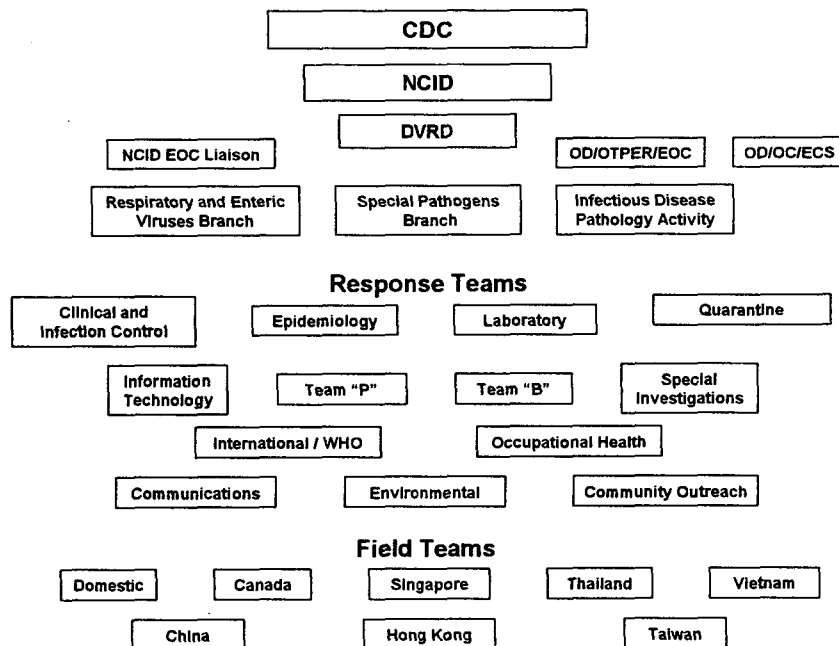 CDC
NCID
DVRD
NCID EOC Liaison
OD/OTPER/EOC
OD/OC/ECS
Respiratory and Enteric
Viruses Branch
Special Pathogens
Branch
Infectious Disease
Pathology Activity
Response Teams
Clinical and
Infection Control
Epidemiology
Laboratory
Quarantine
Information
Technology
Team "P"
Team "B"
Special
Investigations
International / WHO
Occupational Health
Communications
Environmental
Community Outreach
Field Teams
Domestic
Canada
Singapore
Thailand
Vietnam
China
Hong Kong
Taiwan